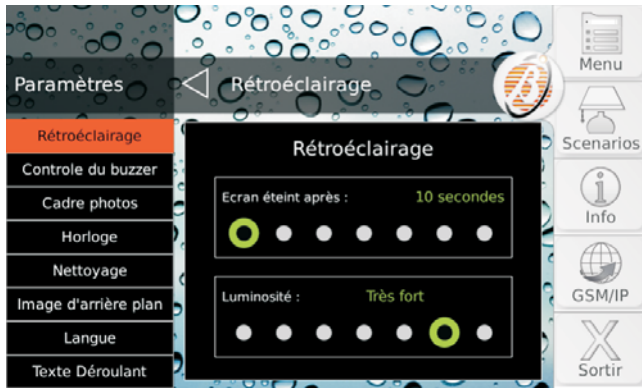 Paramètres
Rétroéclairage
Rétroéclairage
Controle du buzzer
Cadre photos
Horloge
Nettoyage
Image d'arrière plan
Langue
Texte Déroulant
Rétroéclairage
Ecran éteint après : 10 secondes
Luminosité : Très fort
Menu
Scenarios
Info
GSM/IP
Sortir